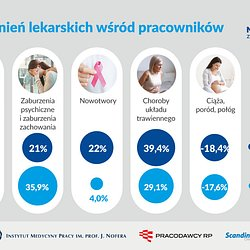 nień lekarskich wśród pracowników
Zaburzenia
psychiczne
i zaburzenia
zachowania
Nowotwory
Choroby
układu
trawiennego
Ciąża,
poród, połóg
21%
22%
39,4%
-18,4%
35,9%
4,0%
29,1%
-17,6%
Instytut Medycyny Pracy im. prof. J. Nofera
PRACODAWCY RP
Scandin